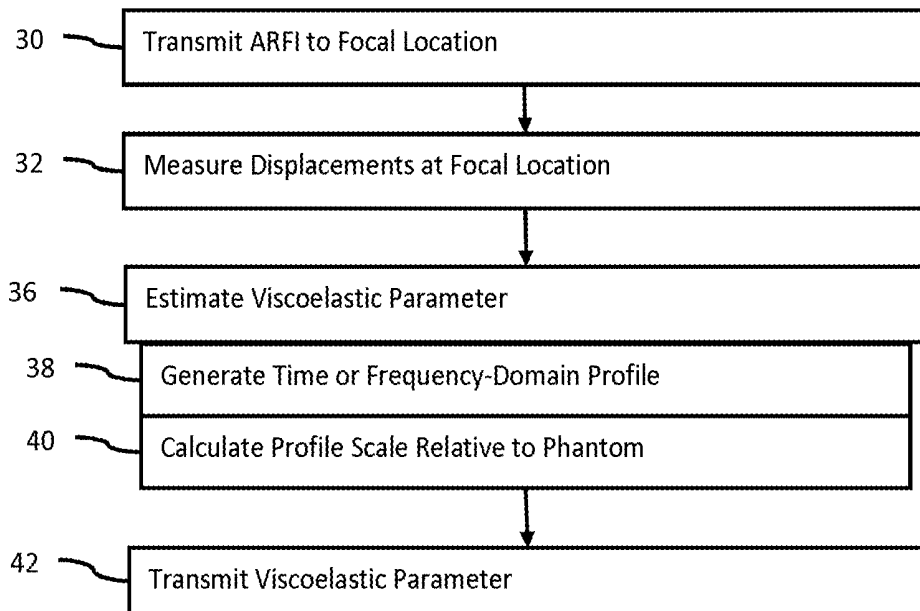 30 Transmit ARFI to Focal Location
32 Measure Displacements at Focal Location
36 Estimate Viscoelastic Parameter
38 Generate Time or Frequency-Domain Profile
40 Calculate Profile Scale Relative to Phantom
42 Transmit Viscoelastic Parameter